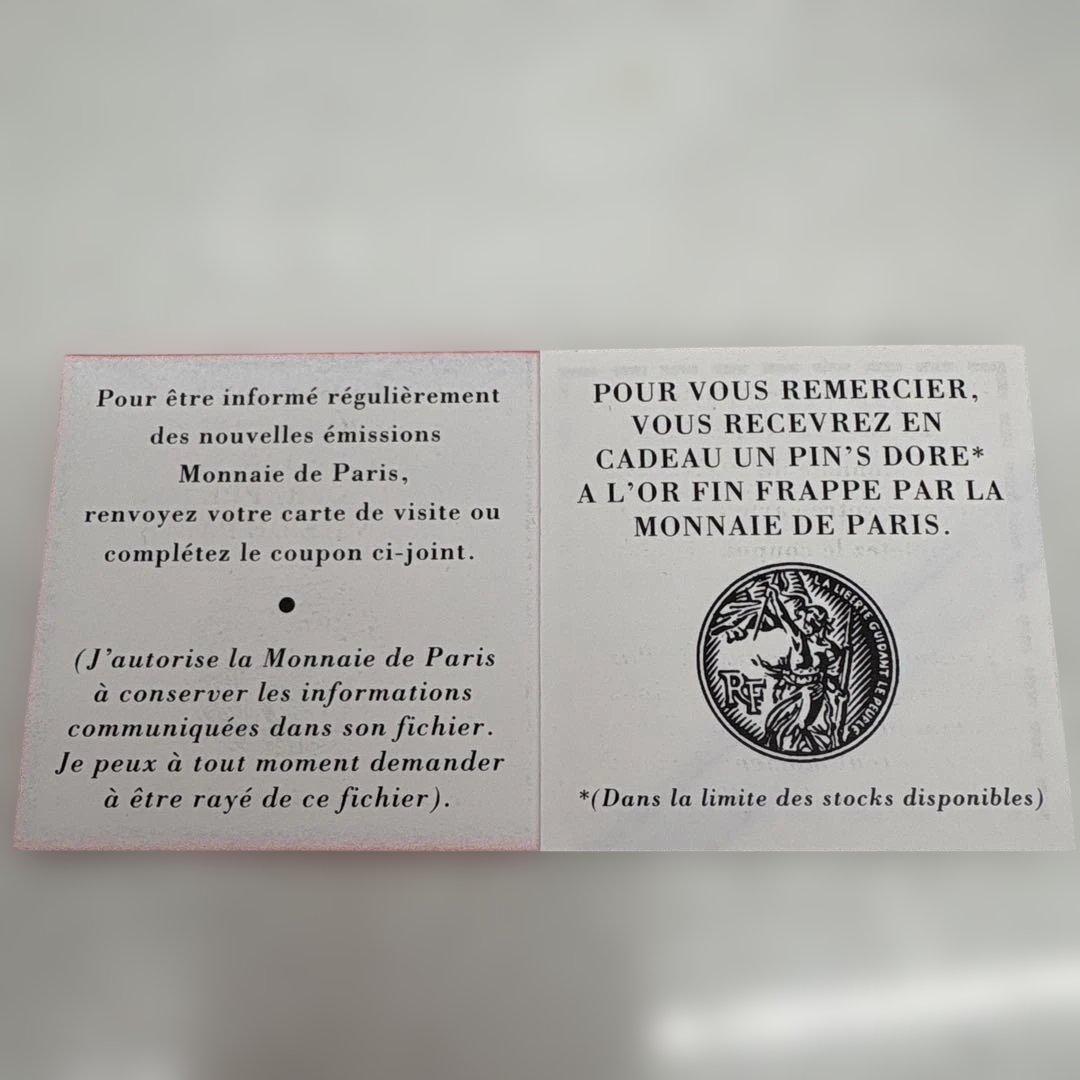 Pour être informé régulièrement
des nouvelles émissions
Monnaie de Paris,
renvoyez votre carte de visite ou
complétez le coupon ci-joint.
(J'autorise la Monnaie de Paris
à conserver les informations
communiquées dans son fichier.
Je peux à tout moment demander
à être rayé de ce fichier).
POUR VOUS REMERCIER,
VOUS RECEVREZ EN
CADEAU UN PIN'S DORE*
A L'OR FIN FRAPPE PAR LA
MONNAIE DE PARIS.
LA LIBERTE GUIDANT LE PEUPLE
RF
*(Dans la limite des stocks disponibles)